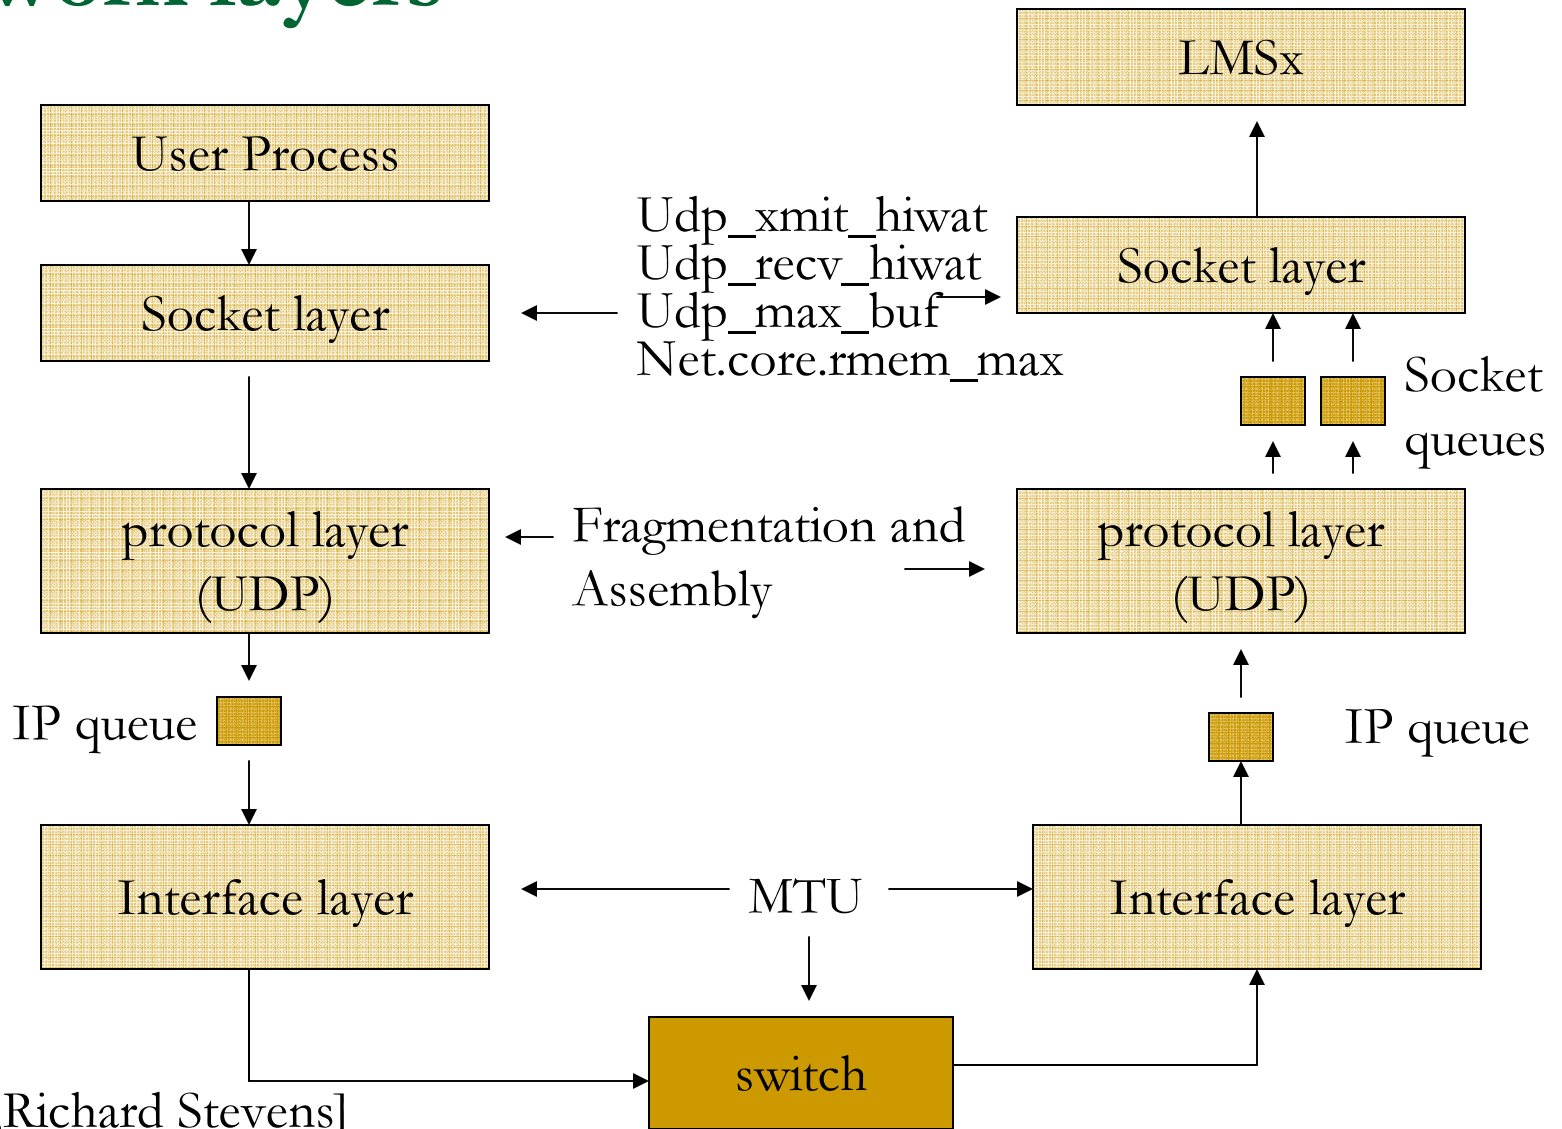 layers
LMSx
User Process
Udp_xmit_hiwat
Udp_recv_hiwat
Udp_max_buf
Net.core.rmem_max
Socket layer
Socket layer
Socket
queues
protocol layer
(UDP)
Fragmentation and
Assembly
protocol layer
(UDP)
IP queue
IP queue
Interface layer
MTU
Interface layer
switch
Richard Stevens]